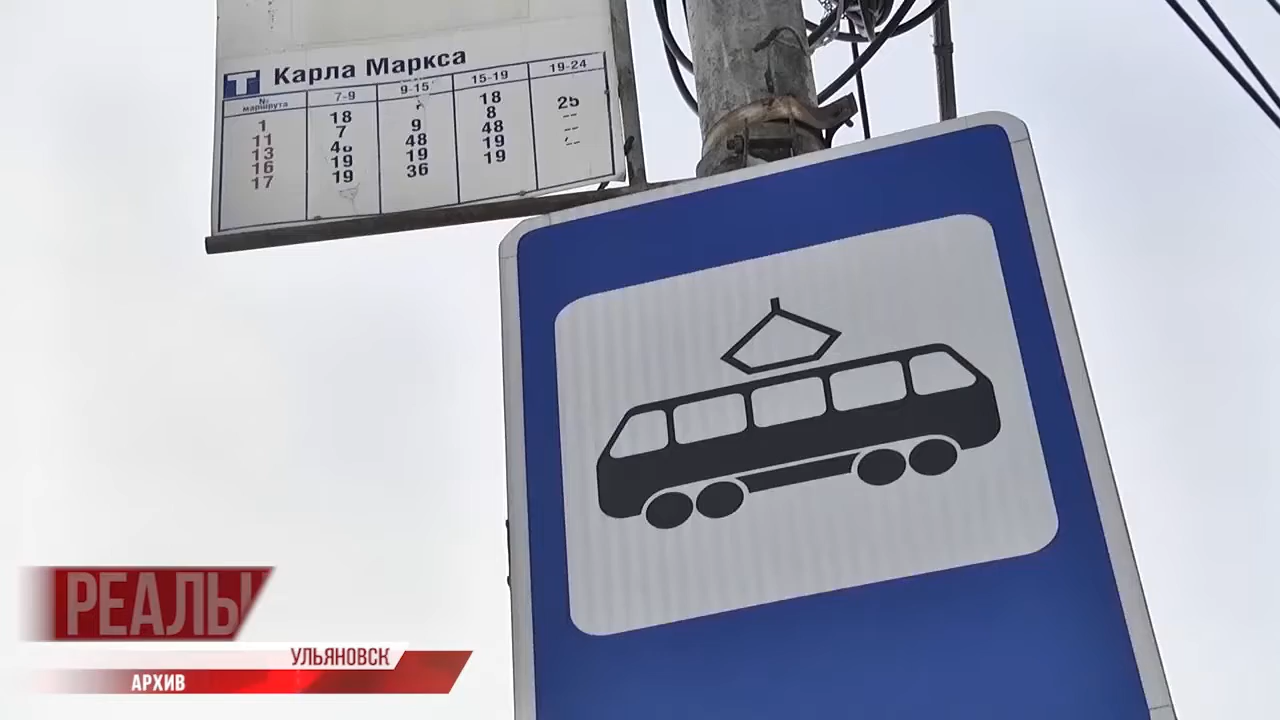 Т Карла Маркса
№ маршрута 7-9 9-15 15-19 19-24
1 18 18 25
11 7 9 8 --
13 48 48
16 19 19 19
17 19 36 19
РЕАЛЫ
УЛЬЯНОВСК
АРХИВ